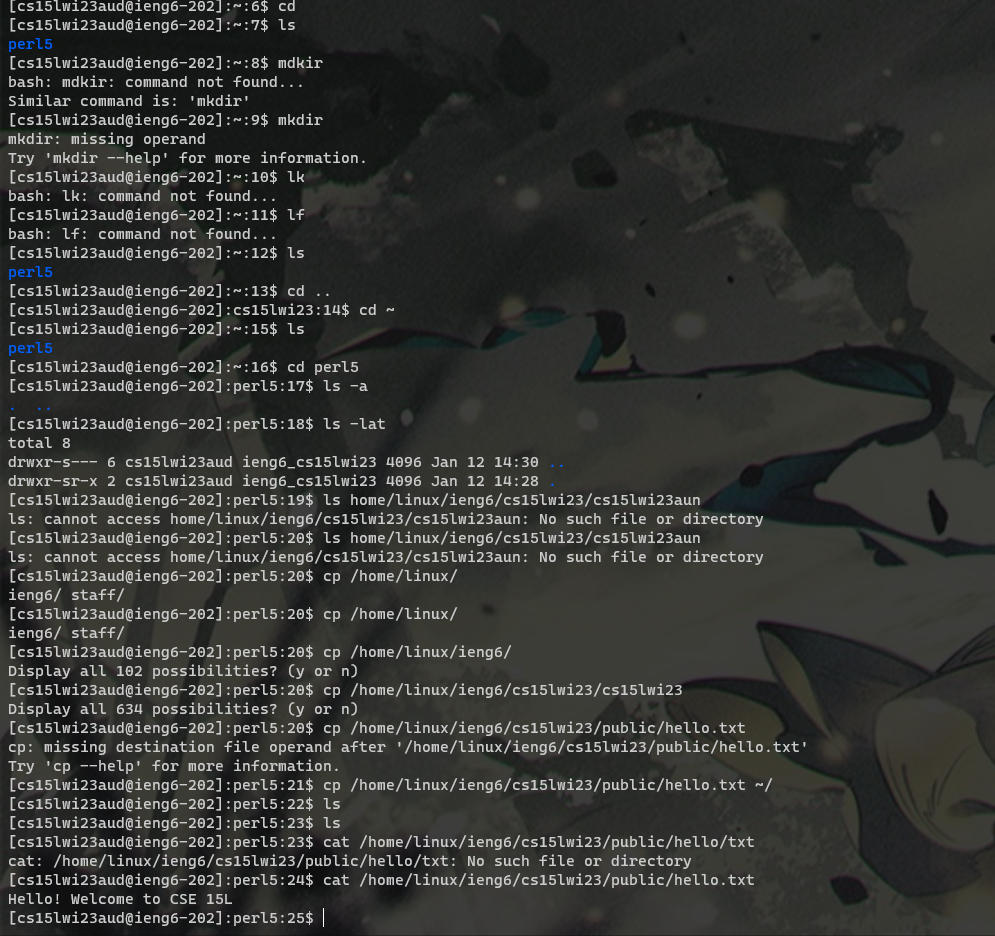 [cs15lwi23aud@ieng6-202]:~:6$ cd
[cs15lwi23aud@ieng6-202]:~:7$ ls
perl5
[cs15lwi23aud@ieng6-202]:~:8$ mdkir
bash: mdkir: command not found...
Similar command is: 'mkdir'
[cs15lwi23aud@ieng6-202]:~:9$ mkdir
mkdir: missing operand
Try 'mkdir --help' for more information.
[cs15lwi23aud@ieng6-202]:~:10$ lk
bash: lk: command not found...
[cs15lwi23aud@ieng6-202]:~:11$ lf
bash: lf: command not found...
[cs15lwi23aud@ieng6-202]:~:12$ ls
perl5
[cs15lwi23aud@ieng6-202]:~:13$ cd ..
[cs15lwi23aud@ieng6-202]:cs15lwi23:14$ cd ~
[cs15lwi23aud@ieng6-202]:~:15$ ls
perl5
[cs15lwi23aud@ieng6-202]:~:16$ cd perl5
[cs15lwi23aud@ieng6-202]:perl5:17$ ls -a
.  ..
[cs15lwi23aud@ieng6-202]:perl5:18$ ls -lat
total 8
drwxr-s--- 6 cs15lwi23aud ieng6_cs15lwi23 4096 Jan 12 14:30 ..
drwxr-sr-x 2 cs15lwi23aud ieng6_cs15lwi23 4096 Jan 12 14:28 .
[cs15lwi23aud@ieng6-202]:perl5:19$ ls home/linux/ieng6/cs15lwi23/cs15lwi23aun
ls: cannot access home/linux/ieng6/cs15lwi23/cs15lwi23aun: No such file or directory
[cs15lwi23aud@ieng6-202]:perl5:20$ ls home/linux/ieng6/cs15lwi23/cs15lwi23aun
ls: cannot access home/linux/ieng6/cs15lwi23/cs15lwi23aun: No such file or directory
[cs15lwi23aud@ieng6-202]:perl5:20$ cp /home/linux/
ieng6/ staff/
[cs15lwi23aud@ieng6-202]:perl5:20$ cp /home/linux/
ieng6/ staff/
[cs15lwi23aud@ieng6-202]:perl5:20$ cp /home/linux/ieng6/
Display all 102 possibilities? (y or n)
[cs15lwi23aud@ieng6-202]:perl5:20$ cp /home/linux/ieng6/cs15lwi23/cs15lwi23
Display all 634 possibilities? (y or n)
[cs15lwi23aud@ieng6-202]:perl5:20$ cp /home/linux/ieng6/cs15lwi23/public/hello.txt
cp: missing destination file operand after '/home/linux/ieng6/cs15lwi23/public/hello.txt'
Try 'cp --help' for more information.
[cs15lwi23aud@ieng6-202]:perl5:21$ cp /home/linux/ieng6/cs15lwi23/public/hello.txt ~/
[cs15lwi23aud@ieng6-202]:perl5:22$ ls
[cs15lwi23aud@ieng6-202]:perl5:23$ ls
[cs15lwi23aud@ieng6-202]:perl5:23$ cat /home/linux/ieng6/cs15lwi23/public/hello/txt
cat: /home/linux/ieng6/cs15lwi23/public/hello/txt: No such file or directory
[cs15lwi23aud@ieng6-202]:perl5:24$ cat /home/linux/ieng6/cs15lwi23/public/hello.txt
Hello! Welcome to CSE 15L
[cs15lwi23aud@ieng6-202]:perl5:25$